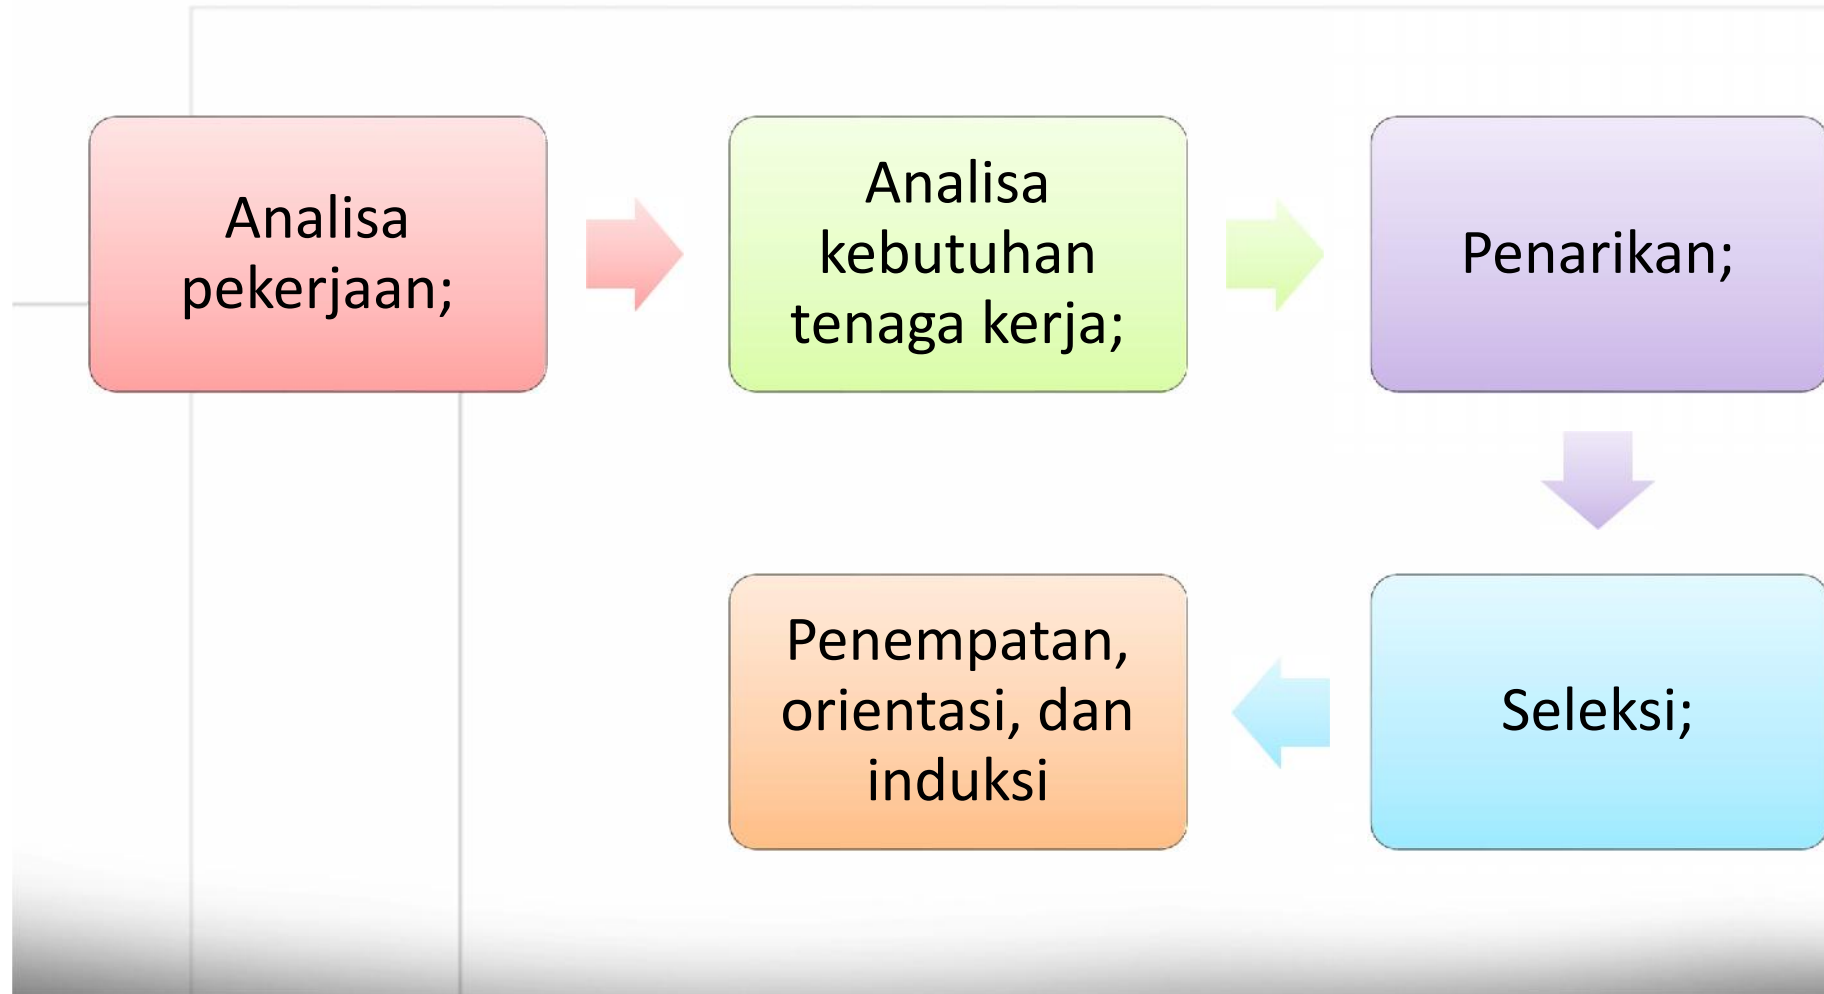 Analisa
pekerjaan;
Analisa
kebutuhan
tenaga kerja;
Penarikan;
Seleksi;
Penempatan,
orientasi, dan
induksi